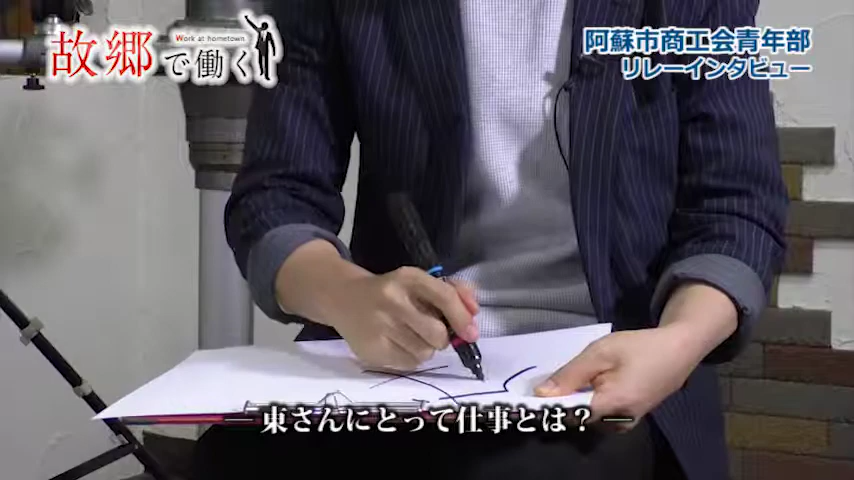 Work at hometown.
故郷で働く
阿蘇市商工会青年部
リレーインタビュー
― 東さんにとって仕事とは？ ―